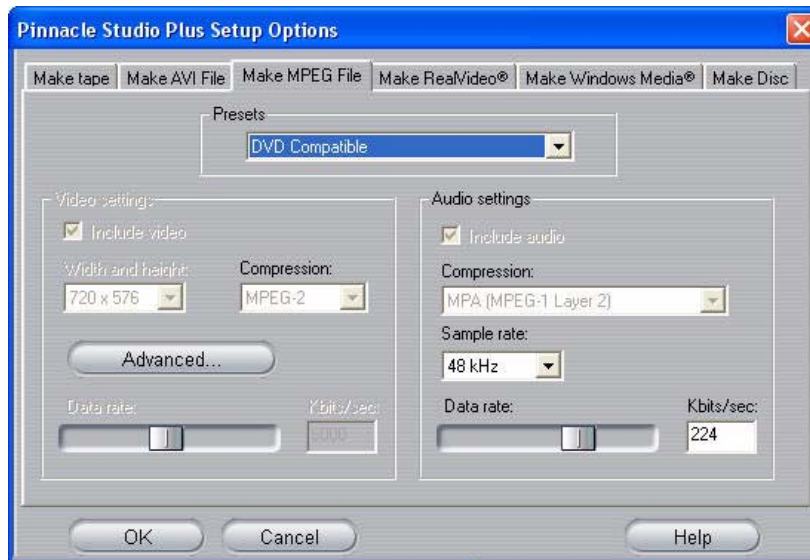 Pinnacle Studio Plus Setup Options
Make tape
Make AVI File
Make MPEG File
Make RealVideo®
Make Windows Media®
Make Disc
Presets
DVD Compatible
Video settings
Include video
Width and height:
Compression:
720 x 576
MPEG-2
Advanced...
Data rate:
Kbits/sec:
6000
Audio settings
Include audio
Compression:
MPA (MPEG-1 Layer 2)
Sample rate:
48 kHz
Data rate:
Kbits/sec:
224
OK
Cancel
Help